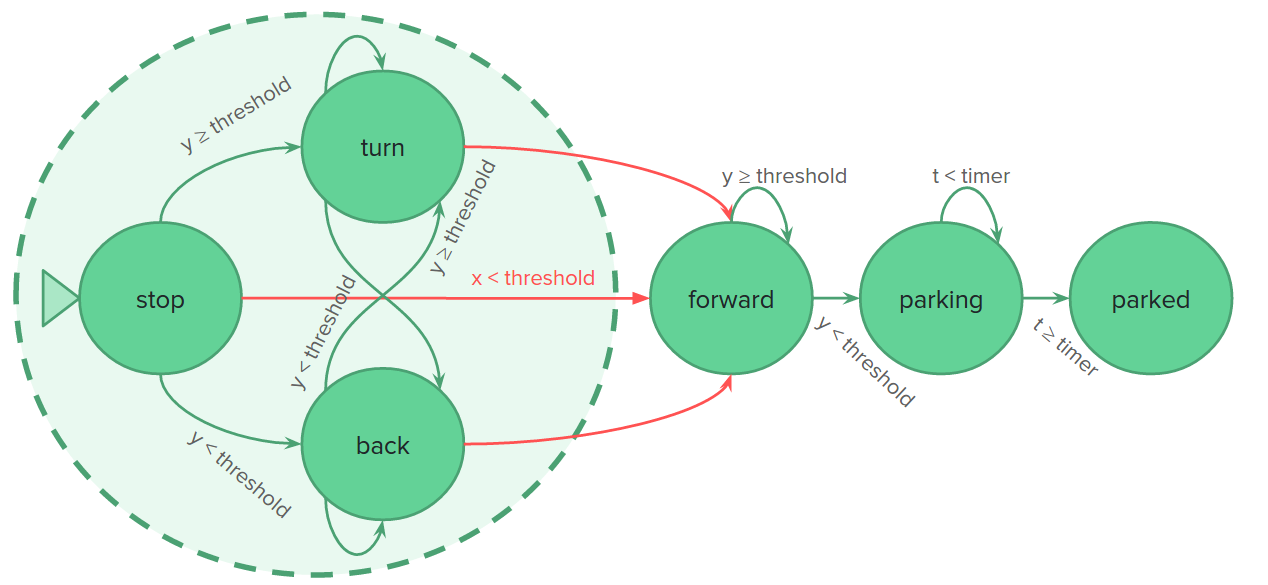 y ≥ threshold
turn
y ≥ threshold
y ≥ threshold
t < timer
x < threshold
stop
forward
parking
parked
y < threshold
y < threshold
t ≥ timer
back
y < threshold